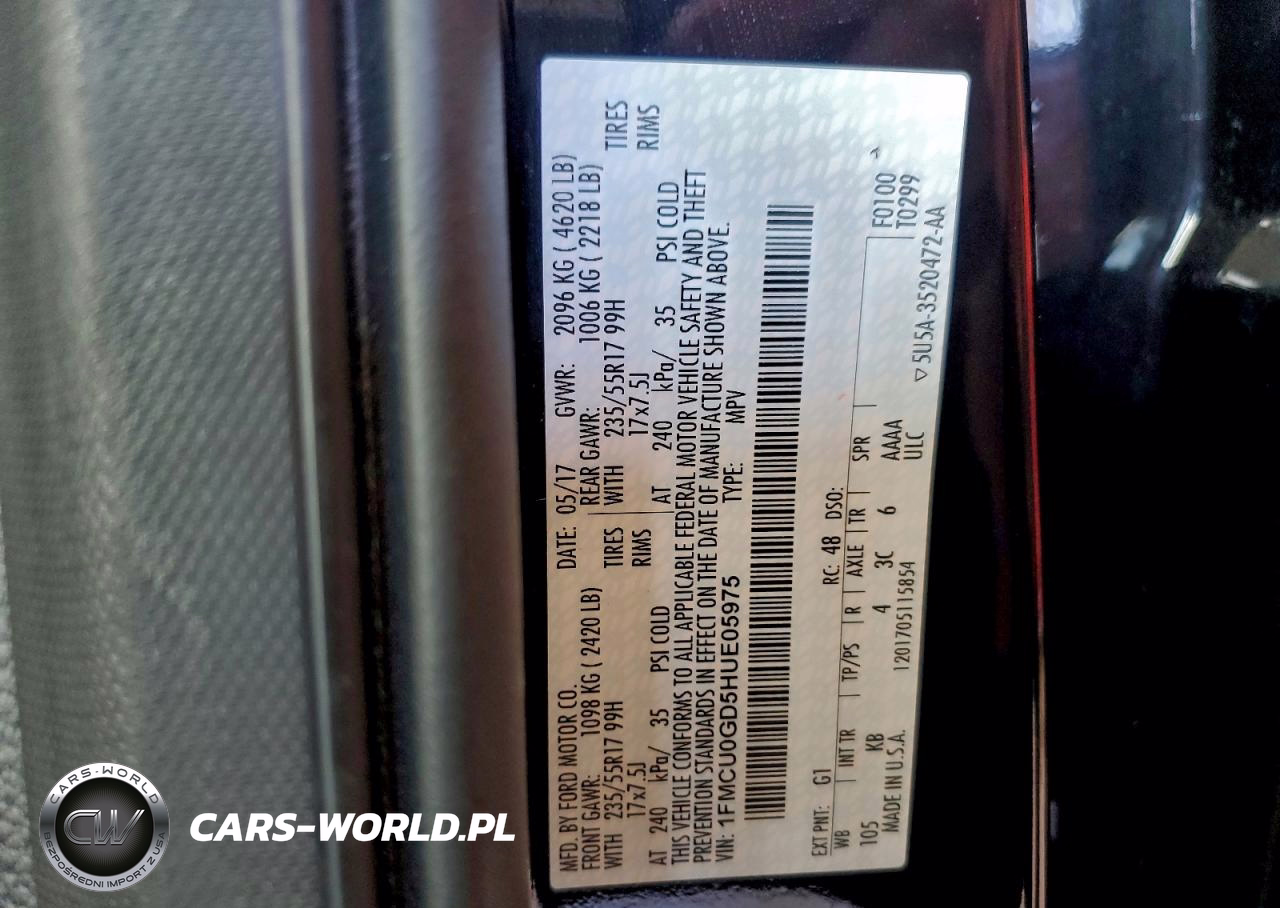 MFD. BY FORD MOTOR CO. DATE: 05/17 GVWR: 2096 KG ( 4620 LB)
FRONT GAWR: 1098 KG ( 2420 LB) REAR GAWR: 1006 KG ( 2218 LB)
WITH 235/55R17 99H TIRES WITH 235/55R17 99H TIRES
17x7.5J RIMS 17x7.5J RIMS
AT 240 kPa/ 35 PSI COLD AT 240 kPa/ 35 PSI COLD
THIS VEHICLE CONFORMS TO ALL APPLICABLE FEDERAL MOTOR VEHICLE SAFETY AND THEFT
PREVENTION STANDARDS IN EFFECT ON THE DATE OF MANUFACTURE SHOWN ABOVE.
VIN: 1FMCU0GD5HUE05975 TYPE: MPV
EXT PNT: G1 RC: 48 DSO: F0100
WB INT TR TP/PS R AXLE TR SPR T0299
105 KB 4 3C 6 AAAA
MADE IN U.S.A. 1201705115854 ULC ▽5U5A-3520472-AA
CARS-WORLD
CW
BEZPOŚREDNI IMPORT Z USA
CARS-WORLD.PL